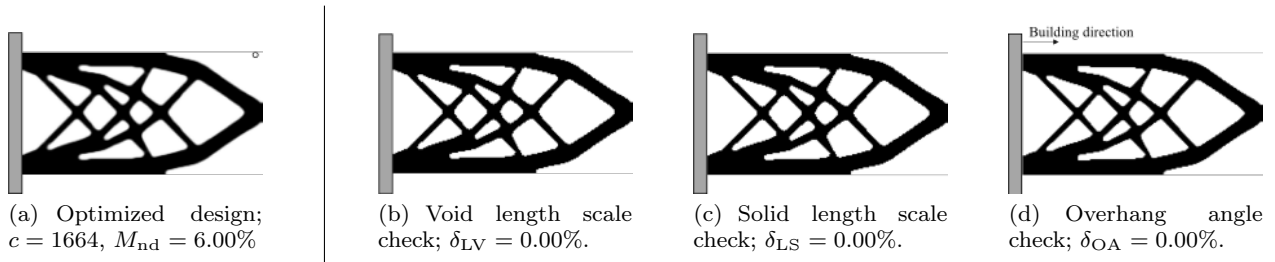 Building direction
(a) Optimized design;
c = 1664, M_nd = 6.00%
(b) Void length scale
check; δ_LV = 0.00%.
(c) Solid length scale
check; δ_LS = 0.00%.
(d) Overhang angle
check; δ_OA = 0.00%.